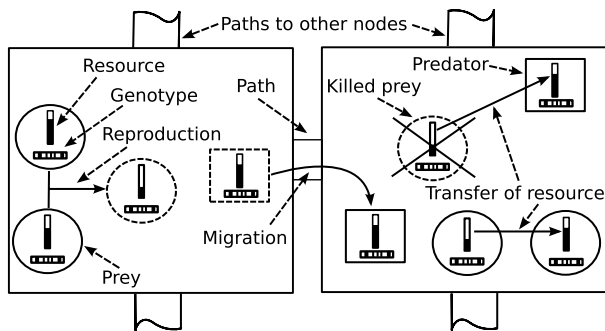 Paths to other nodes
Resource
Genotype
Reproduction
Prey
Path
Migration
Predator
Killed prey
Transfer of resource